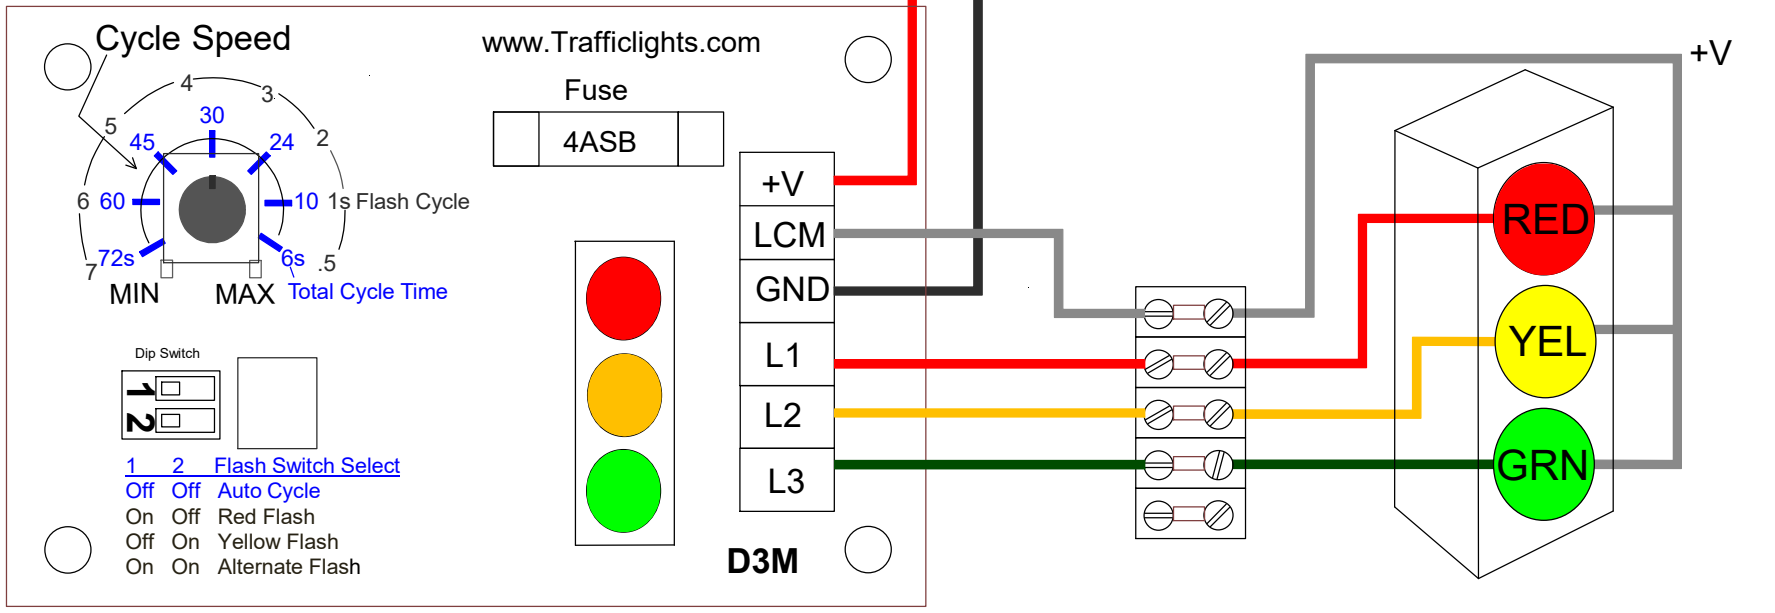 Cycle Speed
www.Trafficlights.com
+V
Fuse
4ASB
4
3
30
5
45
24
2
6
60
10
1s Flash Cycle
7
72s
6s
.5
MIN
MAX
Total Cycle Time
+V
LCM
GND
L1
L2
L3
RED
YEL
GRN
Dip Switch
1
2
1 2 Flash Switch Select
Off Off Auto Cycle
On Off Red Flash
Off On Yellow Flash
On On Alternate Flash
D3M